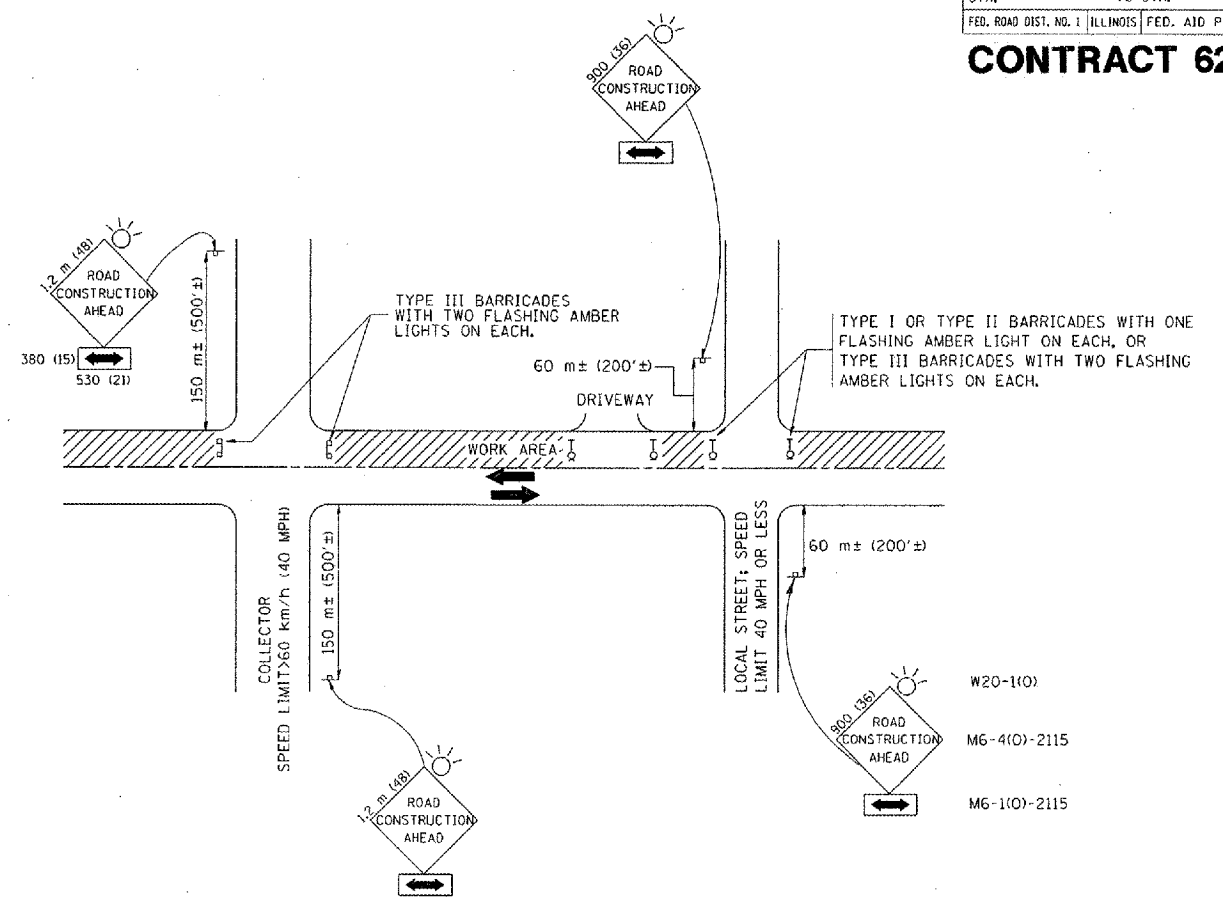 FED. ROAD DIST. NO. 1 ILLINOIS FED. AID P
CONTRACT 62
900 (36)
ROAD
CONSTRUCTION
AHEAD
1.2 m (48)
ROAD
CONSTRUCTION
AHEAD
380 (15)
530 (21)
150 m± (500'±)
TYPE III BARRICADES
WITH TWO FLASHING AMBER
LIGHTS ON EACH.
60 m± (200'±)
DRIVEWAY
TYPE I OR TYPE II BARRICADES WITH ONE
FLASHING AMBER LIGHT ON EACH, OR
TYPE III BARRICADES WITH TWO FLASHING
AMBER LIGHTS ON EACH.
WORK AREA
COLLECTOR
SPEED LIMIT>60 km/h (40 MPH)
150 m± (500'±)
LOCAL STREET; SPEED
LIMIT 40 MPH OR LESS
60 m± (200'±)
1.2 m (48)
ROAD
CONSTRUCTION
AHEAD
900 (36)
ROAD
CONSTRUCTION
AHEAD
W20-1(O)
M6-4(O)-2115
M6-1(O)-2115